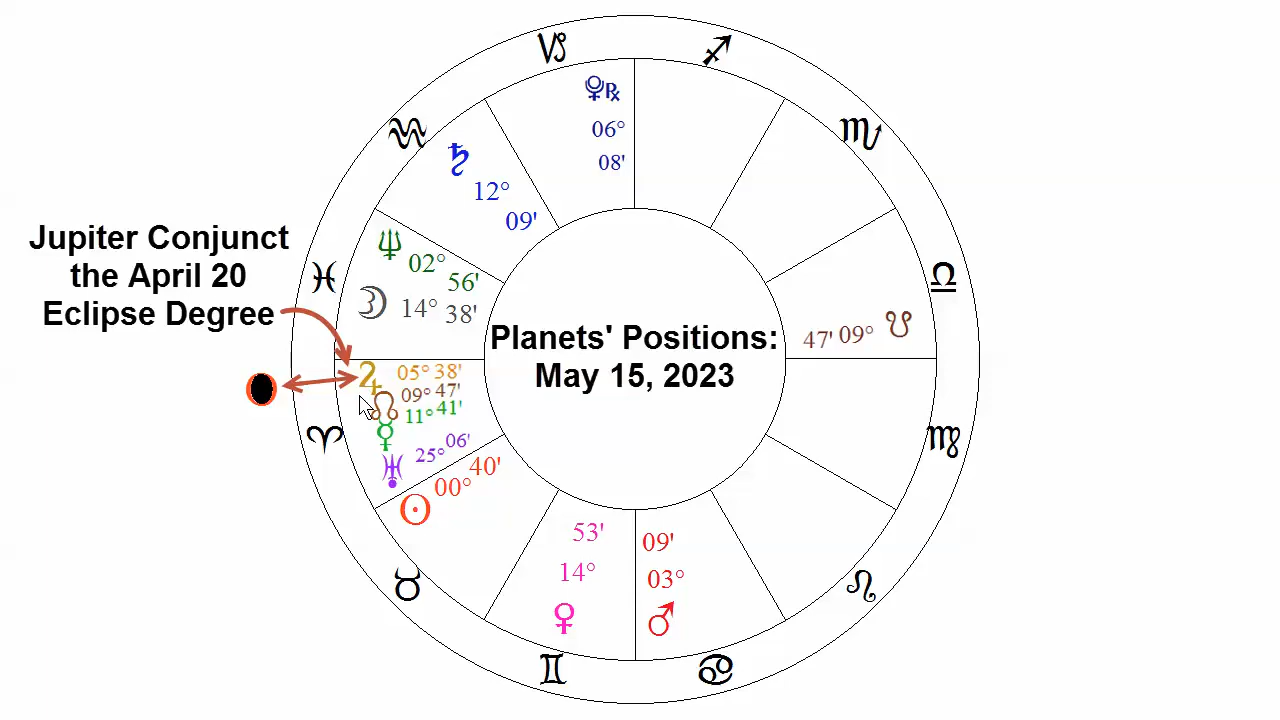 ♑ ♐
♇℞
06°
08'
♒ ♏
♄
12°
09'
Jupiter Conjunct
the April 20
Eclipse Degree
♓ ♎
♆ 02° 56'
☽ 14° 38'
47' 09° ☋
Planets' Positions:
May 15, 2023
♃ 05° 38'
☊ 09° 47'
☿ 11° 41'
♅ 25° 06'
☉ 00° 40'
♈ ♍
53'
14°
♀
09'
03°
♂
♉ ♌
♊ ♋